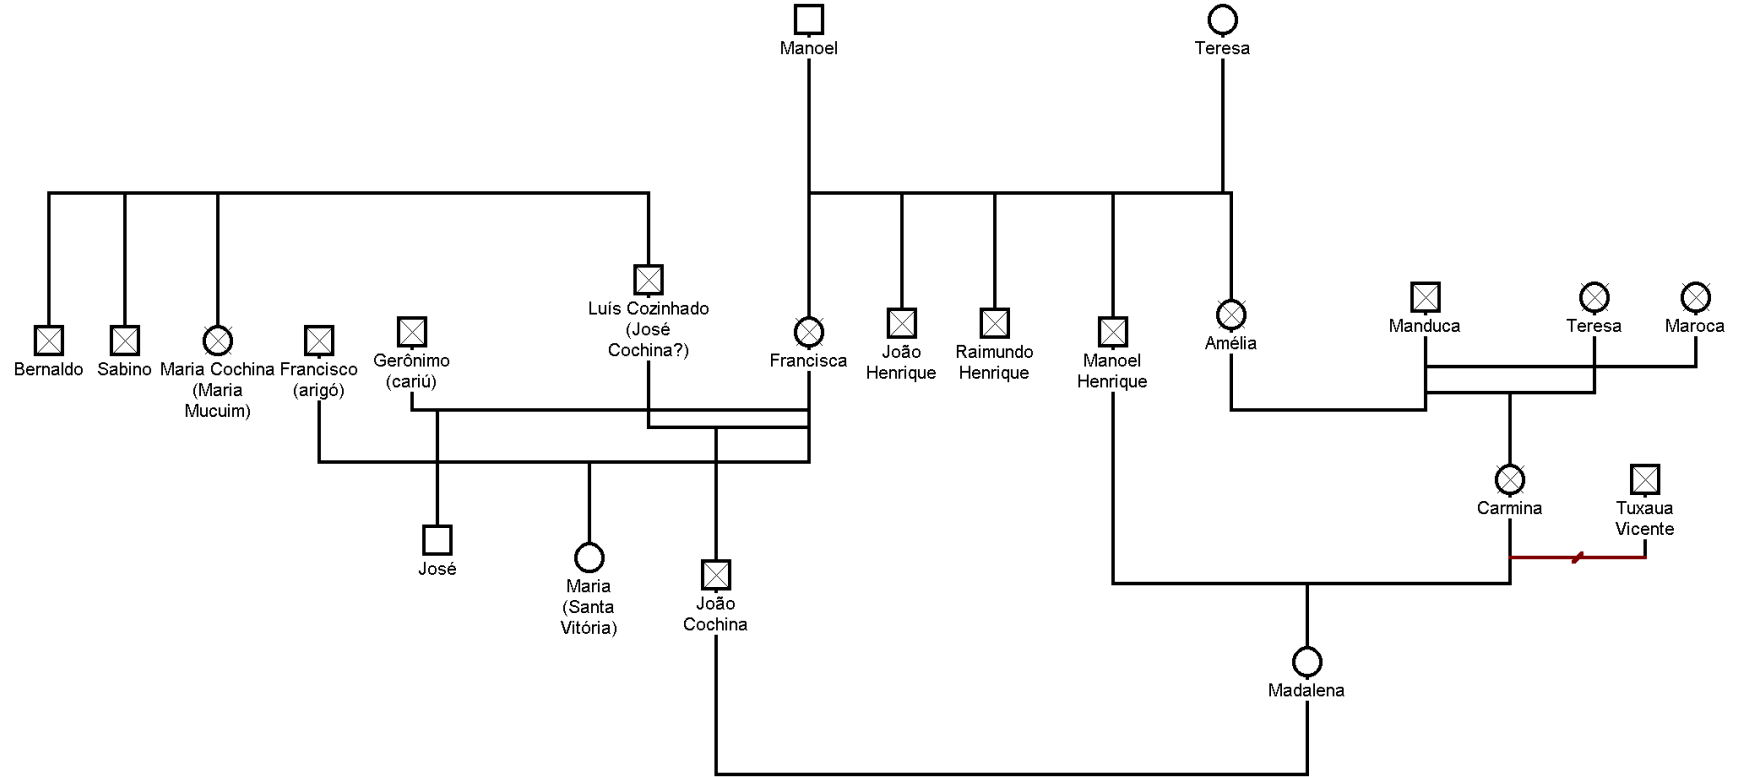 Manoel
Teresa
Luís Cozinhado
(José
Cochina?)
Bernaldo
Sabino
Maria Cochina
(Maria
Mucuim)
Francisco
(arigó)
Gerônimo
(cariú)
Francisca
João
Henrique
Raimundo
Henrique
Manoel
Henrique
Amélia
Manduca
Teresa
Maroca
Carmina
Tuxaua
Vicente
José
Maria
(Santa
Vitória)
João
Cochina
Madalena